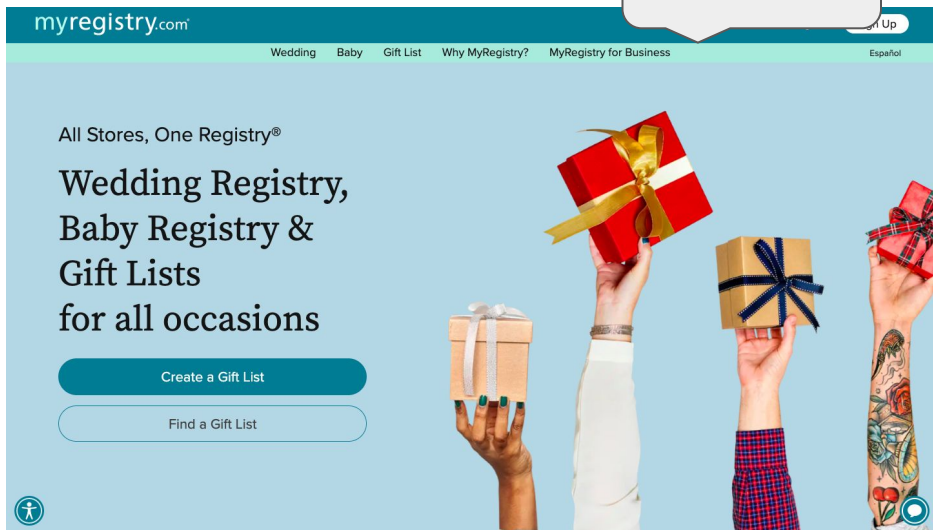 myregistry.com
Wedding Baby Gift List Why MyRegistry? MyRegistry for Business Español
All Stores, One Registry®
Wedding Registry,
Baby Registry &
Gift Lists
for all occasions
Create a Gift List
Find a Gift List